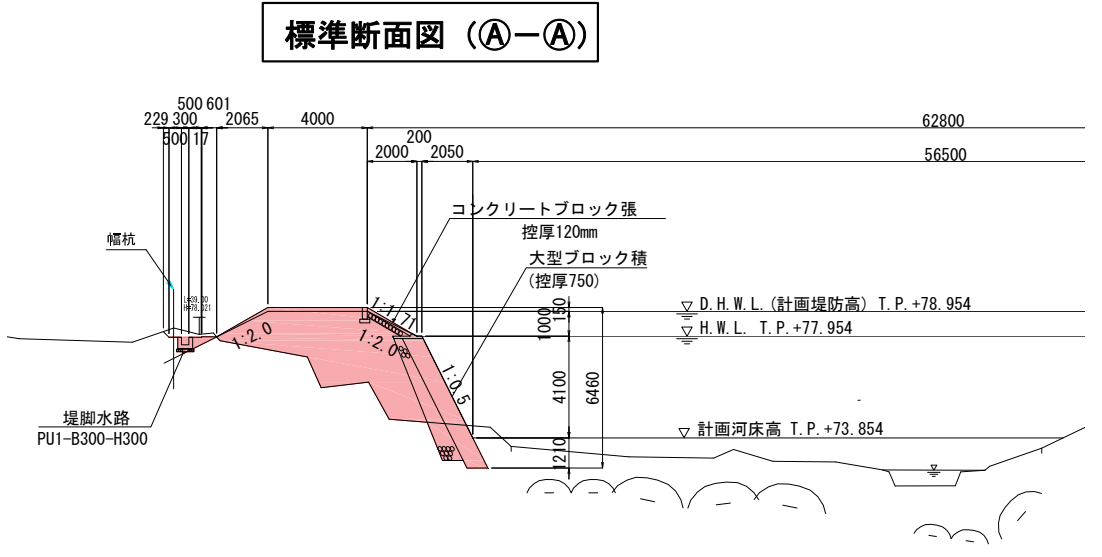 標準断面図 (Ⓐ−Ⓐ)
500 601
229 300 2065 4000 62800
500 17 200
2000 2050 56500
コンクリートブロック張
控厚120mm
幅杭
大型ブロック積
(控厚750)
L=39.00
H=78.021
1:1.71
150
D.H.W.L.(計画堤防高) T.P.+78.954
1:2.0
1:2.0
1000
H.W.L. T.P.+77.954
1:0.5
4100
6460
堤脚水路
PU1-B300-H300
計画河床高 T.P.+73.854
1210